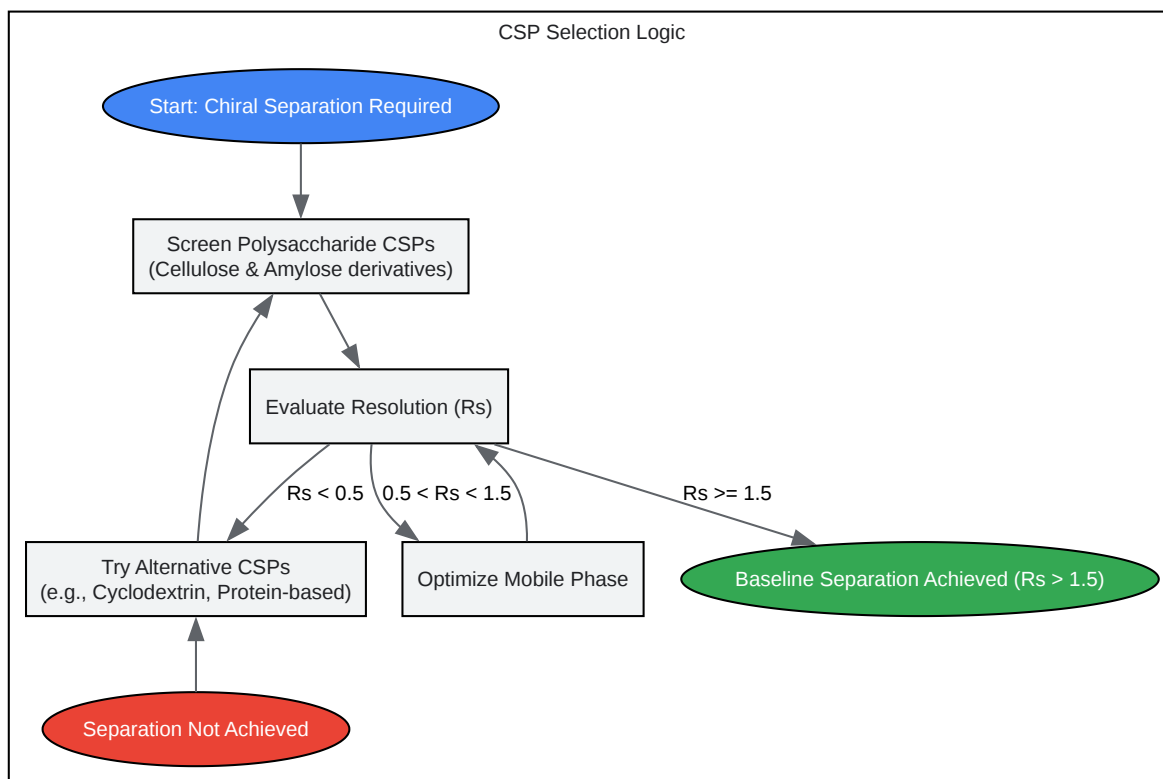 CSP Selection Logic
Start: Chiral Separation Required
Screen Polysaccharide CSPs
(Cellulose & Amylose derivatives)
Evaluate Resolution (Rs)
Rs < 0.5
0.5 < Rs < 1.5
Rs >= 1.5
Try Alternative CSPs
(e.g., Cyclodextrin, Protein-based)
Optimize Mobile Phase
Baseline Separation Achieved (Rs > 1.5)
Separation Not Achieved